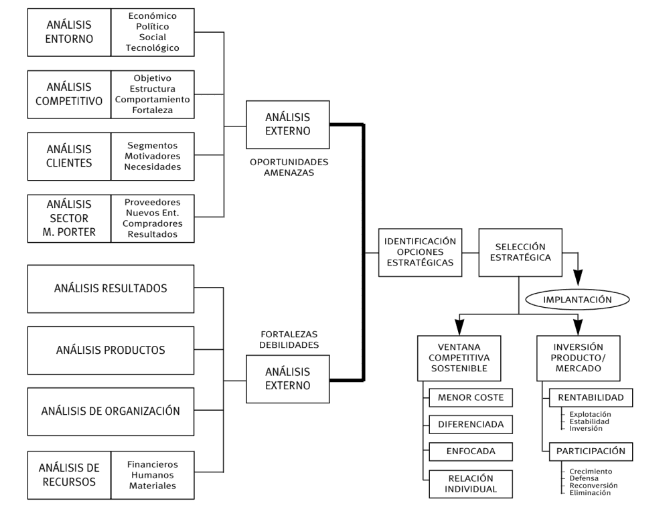 ANÁLISIS
ENTORNO
Económico
Político
Social
Tecnológico
ANÁLISIS
COMPETITIVO
Objetivo
Estructura
Comportamiento
Fortaleza
ANÁLISIS
CLIENTES
Segmentos
Motivadores
Necesidades
ANÁLISIS
SECTOR
M. PORTER
Proveedores
Nuevos Ent.
Compradores
Resultados
ANÁLISIS
EXTERNO
OPORTUNIDADES
AMENAZAS
ANÁLISIS RESULTADOS
ANÁLISIS PRODUCTOS
ANÁLISIS DE ORGANIZACIÓN
ANÁLISIS DE
RECURSOS
Financieros
Humanos
Materiales
FORTALEZAS
DEBILIDADES
ANÁLISIS
EXTERNO
IDENTIFICACIÓN
OPCIONES
ESTRATÉGICAS
SELECCIÓN
ESTRATÉGICA
IMPLANTACIÓN
VENTANA
COMPETITIVA
SOSTENIBLE
MENOR COSTE
DIFERENCIADA
ENFOCADA
RELACIÓN
INDIVIDUAL
INVERSIÓN
PRODUCTO/
MERCADO
RENTABILIDAD
Explotación
Estabilidad
Inversión
PARTICIPACIÓN
Crecimiento
Defensa
Reconversión
Eliminación